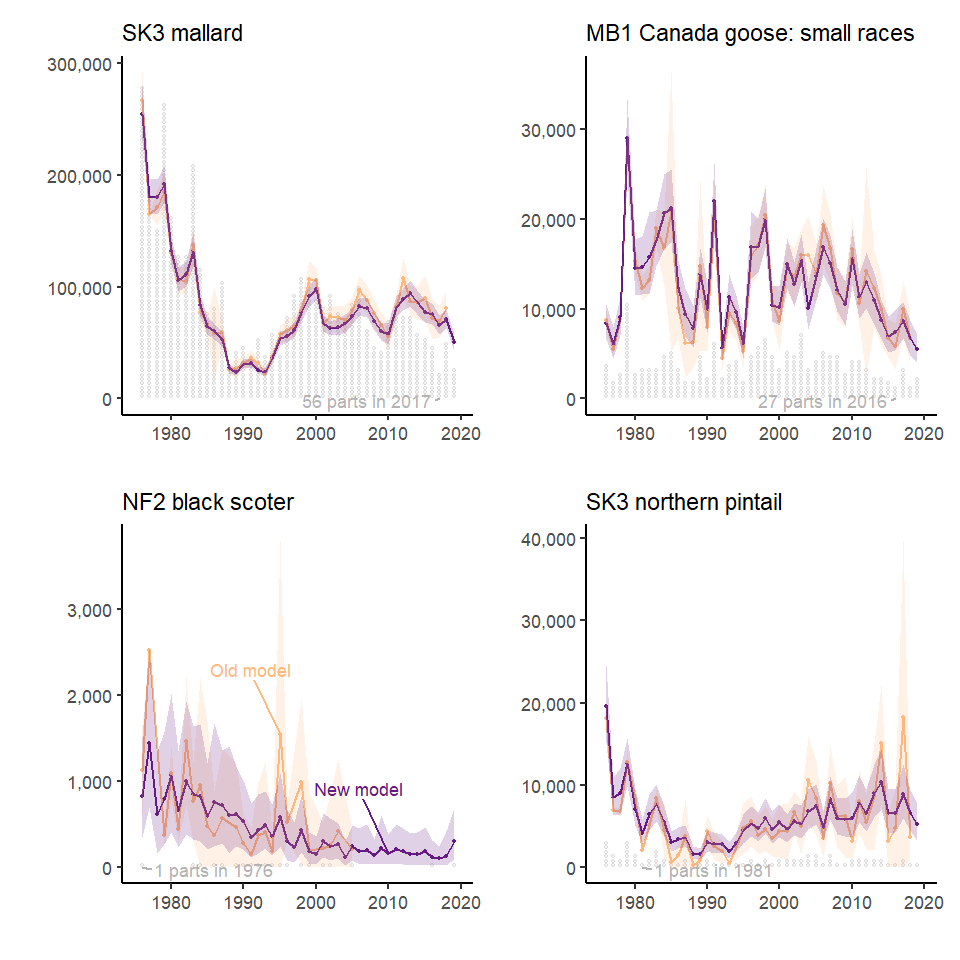 SK3 mallard
300,000
200,000
100,000
0
56 parts in 2017
1980 1990 2000 2010 2020
MB1 Canada goose: small races
30,000
20,000
10,000
0
27 parts in 2016
1980 1990 2000 2010 2020
NF2 black scoter
3,000
2,000
1,000
0
Old model
New model
1 parts in 1976
1980 1990 2000 2010 2020
SK3 northern pintail
40,000
30,000
20,000
10,000
0
1 parts in 1981
1980 1990 2000 2010 2020